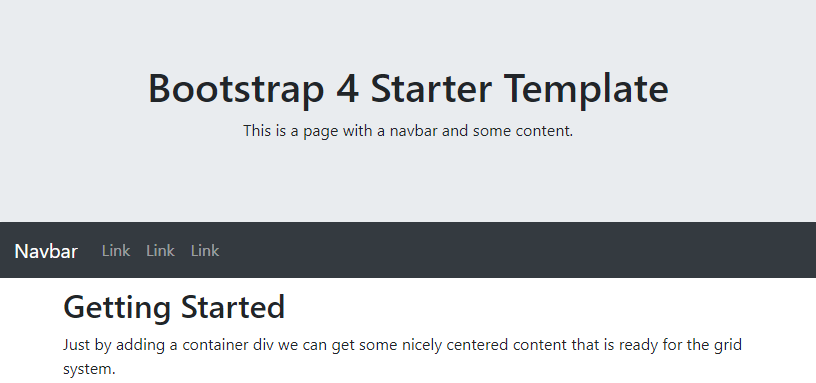 Bootstrap 4 Starter Template
This is a page with a navbar and some content.
Navbar Link Link Link
Getting Started
Just by adding a container div we can get some nicely centered content that is ready for the grid
system.